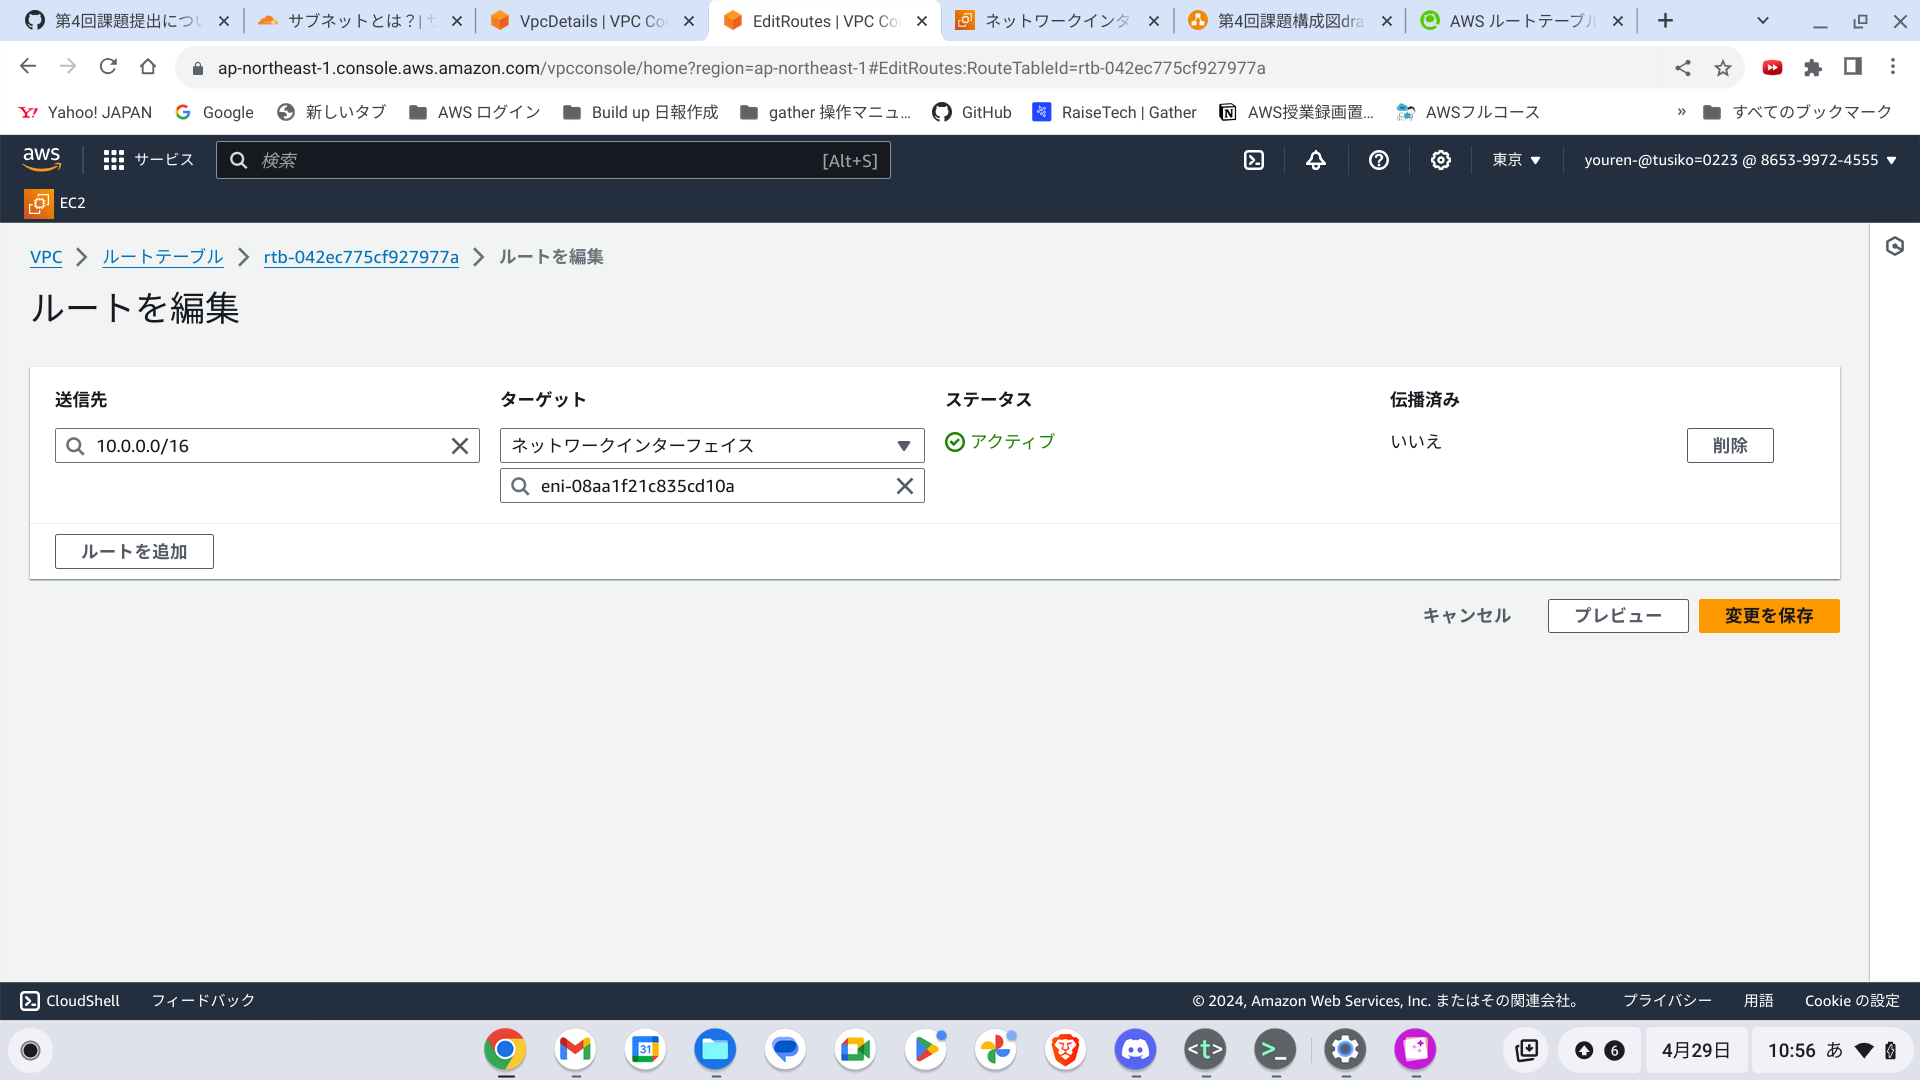 第4回課題提出につい
サブネットとは？| サ
VpcDetails | VPC Co
EditRoutes | VPC Co
ネットワークインタ
第4回課題構成図dra
AWS ルートテーブル
ap-northeast-1.console.aws.amazon.com/vpcconsole/home?region=ap-northeast-1#EditRoutes:RouteTableId=rtb-042ec775cf927977a
Yahoo! JAPAN
Google
新しいタブ
AWS ログイン
Build up 日報作成
gather 操作マニュ...
GitHub
RaiseTech | Gather
AWS授業録画置...
AWSフルコース
»
すべてのブックマーク
aws
サービス
検索
[Alt+S]
東京
youren-@tusiko=0223 @ 8653-9972-4555
EC2
VPC
ルートテーブル
rtb-042ec775cf927977a
ルートを編集
ルートを編集
送信先
ターゲット
ステータス
伝播済み
10.0.0.0/16
ネットワークインターフェイス
アクティブ
いいえ
削除
eni-08aa1f21c835cd10a
ルートを追加
キャンセル
プレビュー
変更を保存
CloudShell
フィードバック
© 2024, Amazon Web Services, Inc. またはその関連会社。
プライバシー
用語
Cookie の設定
31
<t>
>_
6
4月29日
10:56
あ